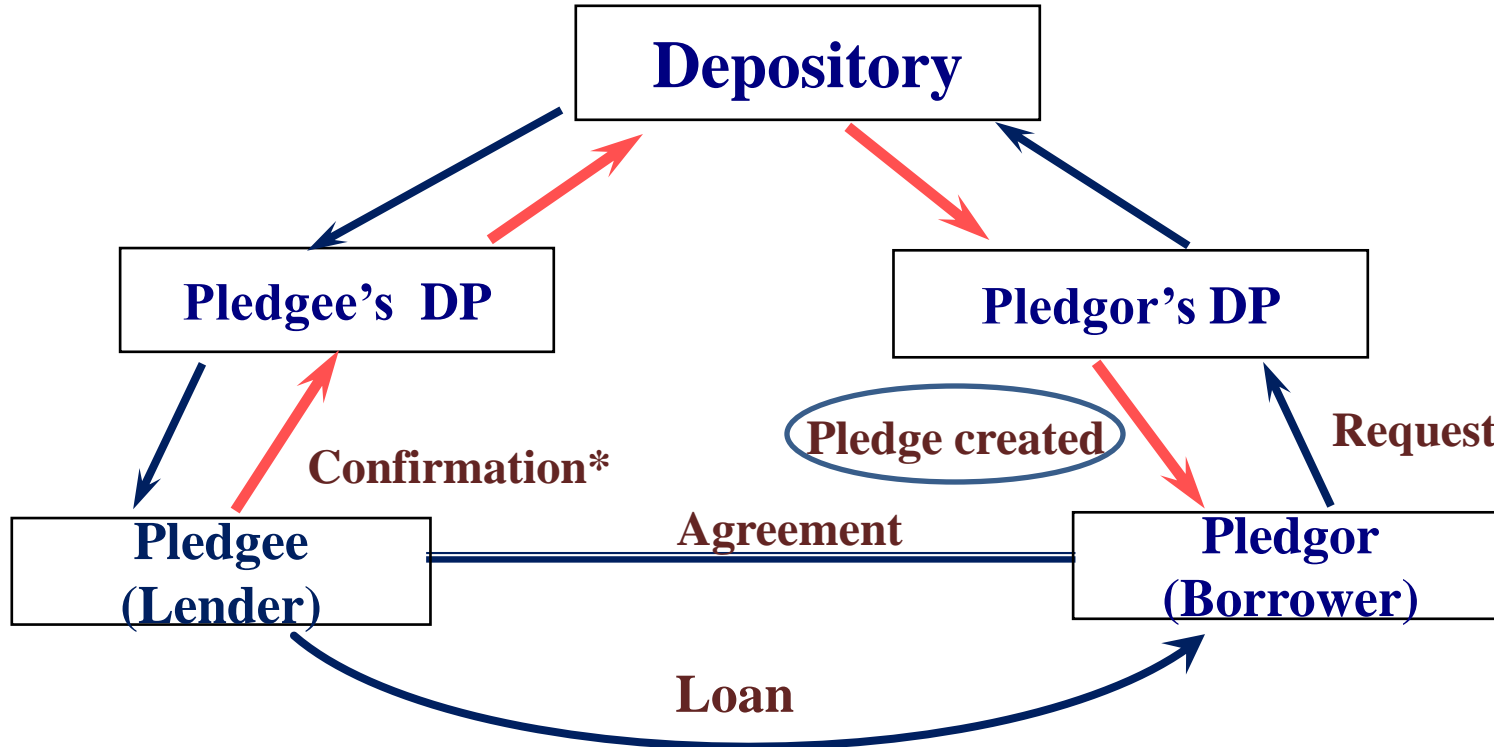 Depository
Pledgee’s DP
Pledgor’s DP
Pledge created
Request
Confirmation*
Agreement
Pledgee
(Lender)
Pledgor
(Borrower)
Loan